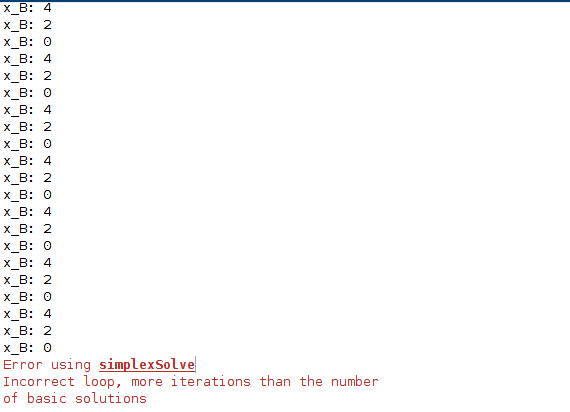 x_B: 4
x_B: 2
x_B: 0
x_B: 4
x_B: 2
x_B: 0
x_B: 4
x_B: 2
x_B: 0
x_B: 4
x_B: 2
x_B: 0
x_B: 4
x_B: 2
x_B: 0
x_B: 4
x_B: 2
x_B: 0
x_B: 4
x_B: 2
x_B: 0
Error using simplexSolve
Incorrect loop, more iterations than the number
of basic solutions